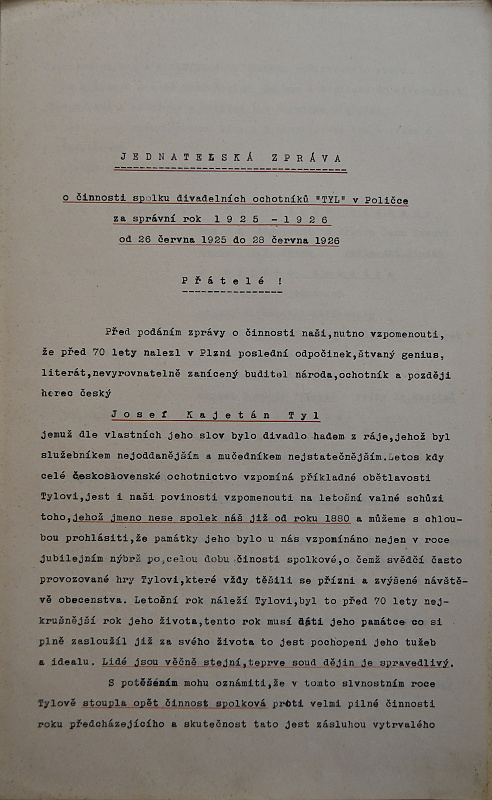 J E D N A T E L S K Á   Z P R Á V A
o činnosti spolku divadelních ochotníků "TYL" v Poličce
za správní rok 1 9 2 5 - 1 9 2 6
od 26 června 1925 do 28 června 1926
P ř á t e l é !
Před podáním zprávy o činnosti naší,nutno vzpomenouti,
že před 70 lety nalezl v Plzni poslední odpočinek,štvaný genius,
literát,nevyrovnatelně zanícený buditel národa,ochotník a později
herec český
J o s e f   K a j e t á n   T y l
jemuž dle vlastních jeho slov bylo divadlo hadem z ráje,jehož byl
služebníkem nejoddanějším a mučedníkem nejstatečnějším.Letos kdy
celé československé ochotnictvo vzpomíná příkladné obětlavosti
Tylovi,jest i naši povinosti vzpomenouti na letošní valné schůzi
toho,jehož jmeno nese spolek náš již od roku 1880 a můžeme s chlou-
bou prohlásiti,že památky jeho bylo u nás vzpomínáno nejen v roce
jubilejním nýbrž po celou dobu činosti spolkové,o čemž svědčí často
provozované hry Tylovi,které vždy těšili se přízni a zvýšené návště-
vě obecenstva. Letošní rok náleží Tylovi,byl to před 70 lety nej-
krušnější rok jeho života,tento rok musí dáti jeho památce co si
plně zasloužíl již za svého života to jest pochopení jeho tužeb
a idealu. Lidé jsou věčně stejní,teprve soud dějin je spravedlivý.
S potěšením mohu oznámiti,že v tomto slvnostním roce
Tylově stoupla opět činnost spolková proti velmi pilné činnosti
roku předcházejícího a skutečnost tato jest zásluhou vytrvalého